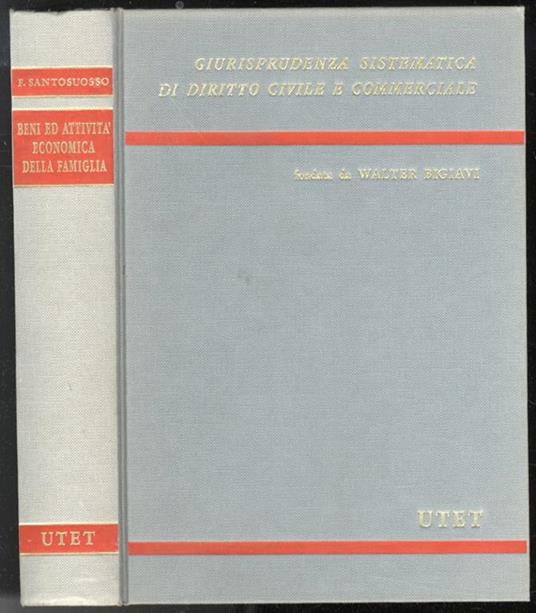 F. SANTOSUOSSO
BENI ED ATTIVITA'
ECONOMICA
DELLA FAMIGLIA
UTET
GIURISPRUDENZA SISTEMATICA
DI DIRITTO CIVILE E COMMERCIALE
fondata da WALTER BIGIAVI
UTET